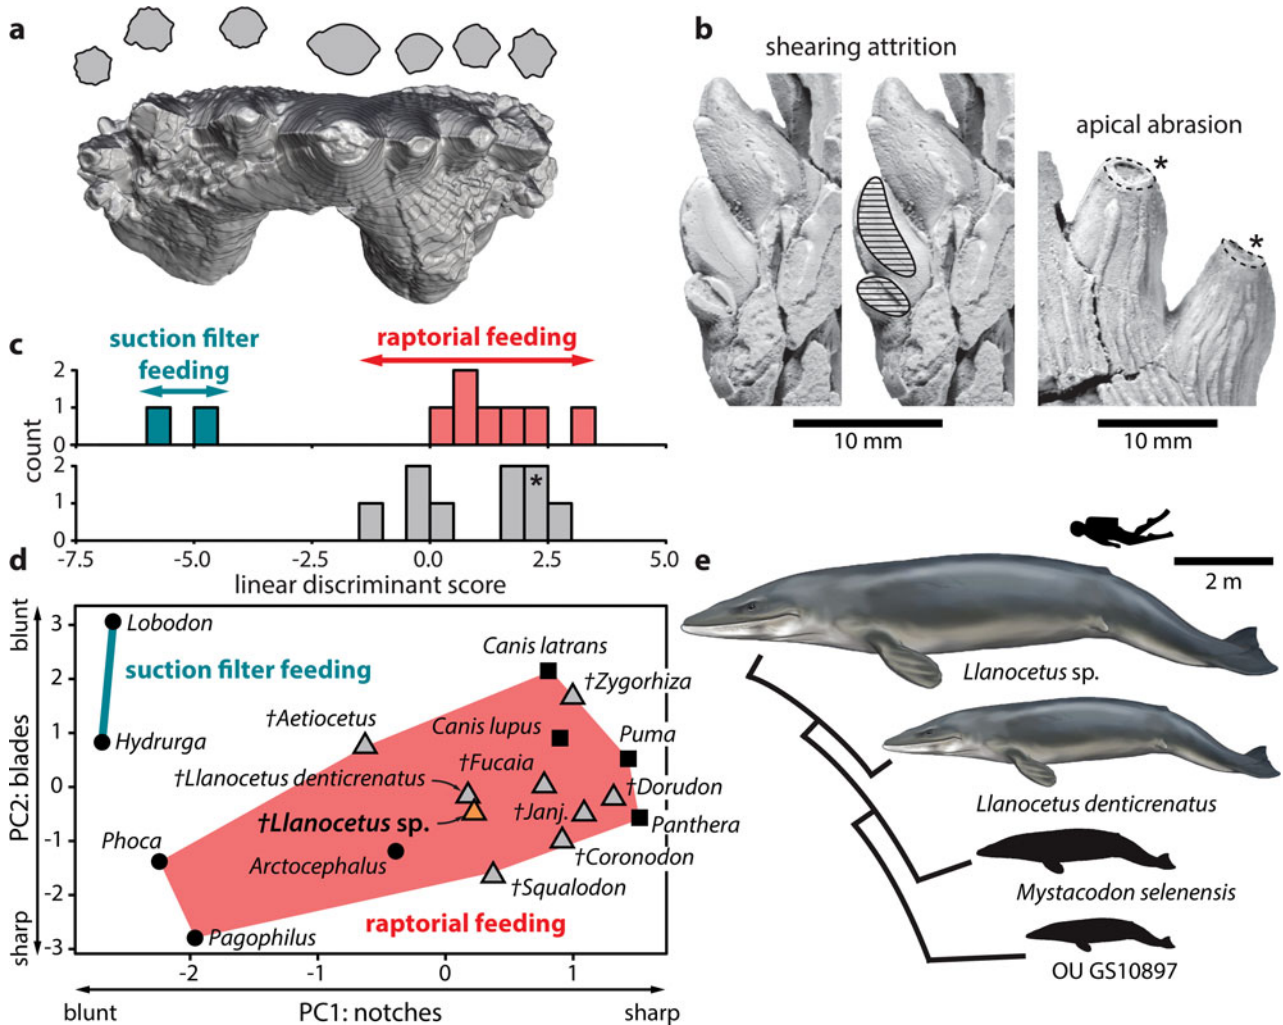 a
b
shearing attrition
apical abrasion
*
*
10 mm
10 mm
c
suction filter
feeding
raptorial feeding
count
2
1
0
2
1
0
*
-7.5
-5.0
-2.5
0.0
2.5
5.0
linear discriminant score
d
blunt
PC2: blades
sharp
3
2
1
0
-1
-2
-3
Lobodon
suction filter feeding
Hydrurga
Canis latrans
†Zygorhiza
†Aetiocetus
Canis lupus
Puma
†Fucaia
†Llanocetus denticrenatus
†Dorudon
†Llanocetus sp.
†Janj.
Panthera
Phoca
Arctocephalus
†Coronodon
†Squalodon
raptorial feeding
Pagophilus
-2
-1
0
1
blunt
PC1: notches
sharp
e
2 m
Llanocetus sp.
Llanocetus denticrenatus
Mystacodon selenensis
OU GS10897